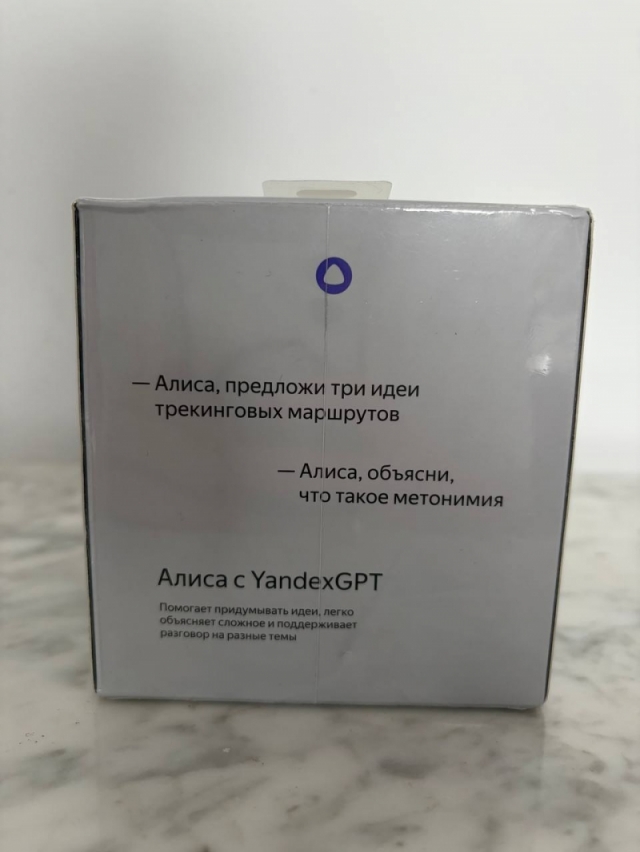 — Алиса, предложи три идеи
трекинговых маршрутов
— Алиса, объясни,
что такое метонимия
Алиса с YandexGPT
Помогает придумывать идеи, легко
объясняет сложное и поддерживает
разговор на разные темы